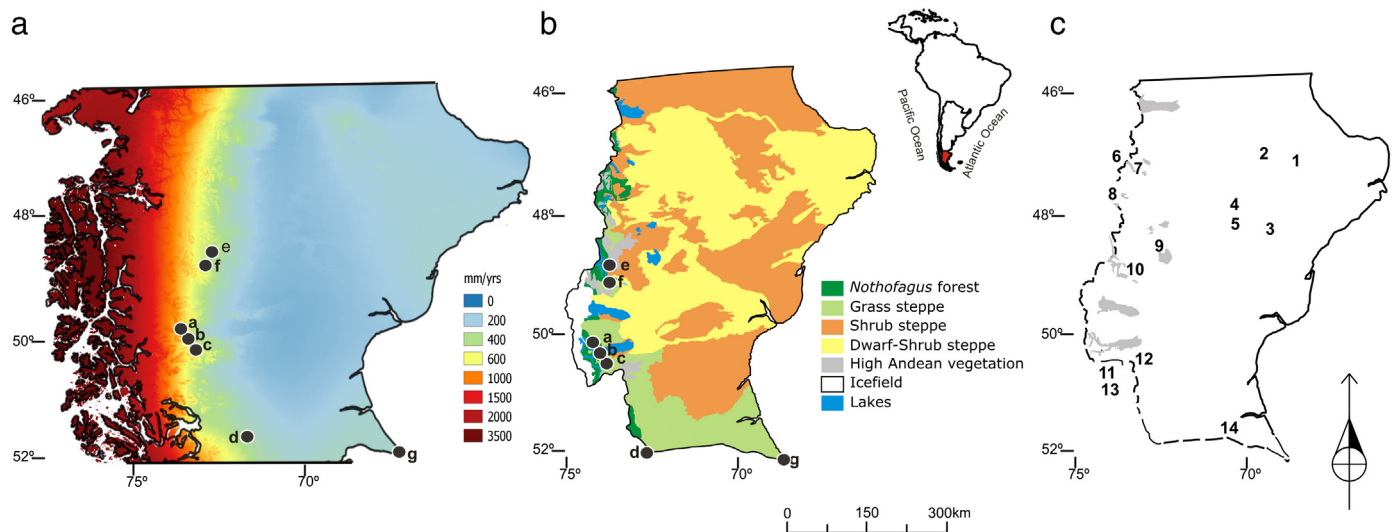 a
46º
48º
50º
52º
75º
70º
e
f
a
b
c
d
g
mm/yrs
0
200
400
600
1000
1500
2000
3500
b
46º
48º
50º
52º
75º
70º
e
f
a
b
c
d
g
Nothofagus forest
Grass steppe
Shrub steppe
Dwarf-Shrub steppe
High Andean vegetation
Icefield
Lakes
Pacific Ocean
Atlantic Ocean
0 150 300km
c
46º
48º
50º
52º
75º
70º
1
2
3
4
5
6
7
8
9
10
11
12
13
14